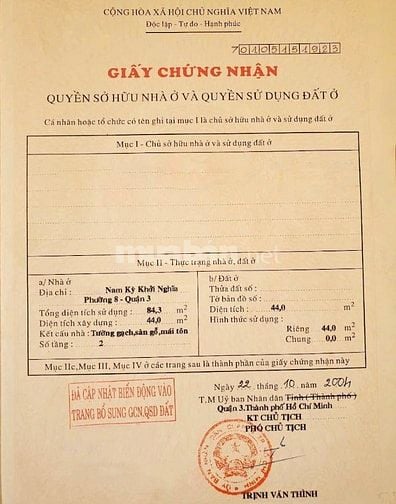 CỘNG HÒA XÃ HỘI CHỦ NGHĨA VIỆT NAM
Độc lập - Tự do - Hạnh phúc
7010515 1923
GIẤY CHỨNG NHẬN
QUYỀN SỞ HỮU NHÀ Ở VÀ QUYỀN SỬ DỤNG ĐẤT Ở
Cá nhân hoặc tổ chức có tên ghi tại mục I là chủ sở hữu nhà ở và sử dụng đất ở
Mục I - Chủ sở hữu nhà ở và sử dụng đất ở
Mục II - Thực trạng nhà ở, đất ở
a/ Nhà ở
Địa chỉ : Nam Kỳ Khởi Nghĩa
Phường 8 - Quận 3
Tổng diện tích sử dụng : 84,3 m²
Diện tích xây dựng : 44,0 m²
Kết cấu nhà : Tường gạch,sàn gỗ,mái tôn
Số tầng : 2
b/ Đất ở
Thửa đất số :
Tờ bản đồ số :
Diện tích : 44,0 m²
Hình thức sử dụng :
Riêng 44,0 m²
Chung 0,0 m²
Mục IIc, Mục III, Mục IV ở các trang sau là thành phần của giấy chứng nhận này
ĐÃ CẬP NHẬT BIẾN ĐỘNG VÀO
TRANG BỔ SUNG GCN.QSD ĐẤT
Ngày 22 tháng 10 năm 2004
T.M Uỷ ban Nhân dân Tỉnh ( Thành phố )
Quận 3.Thành phố Hồ Chí Minh
KT CHỦ TỊCH
PHÓ CHỦ TỊCH
TRỊNH VĂN THÌNH